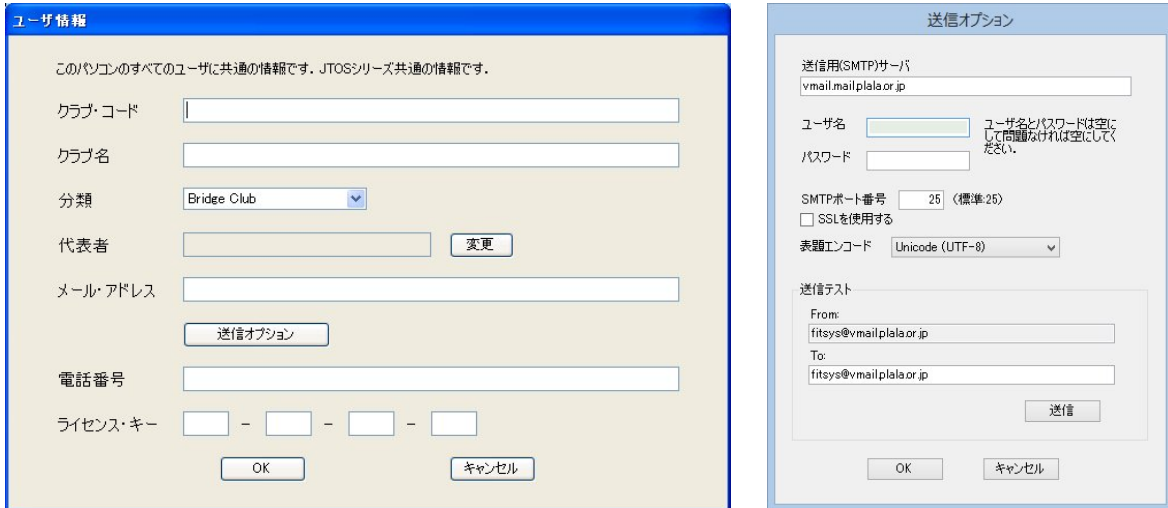 ユーザ情報
このパソコンのすべてのユーザに共通の情報です．JTOSシリーズ共通の情報です．
クラブ・コード
クラブ名
分類
Bridge Club
代表者
変更
メール・アドレス
送信オプション
電話番号
ライセンス・キー
- - -
OK
キャンセル
送信オプション
送信用(SMTP)サーバ
vmail.mail.plala.or.jp
ユーザ名
ユーザ名とパスワードは空に
して問題なければ空にしてく
ださい．
パスワード
SMTPポート番号
25
(標準:25)
SSLを使用する
表題エンコード
Unicode (UTF-8)
送信テスト
From:
fitsys@vmail.plala.or.jp
To:
fitsys@vmail.plala.or.jp
送信
OK
キャンセル